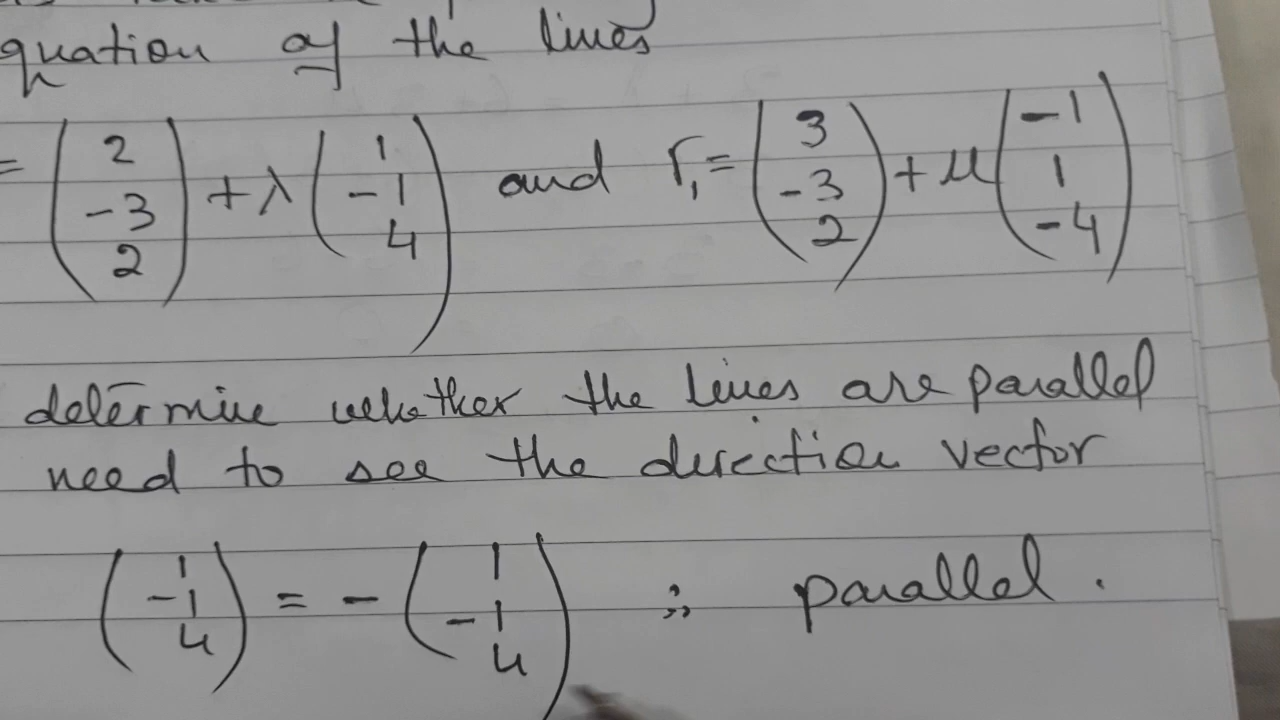 quation of the lines
= (2 -3 2) + λ (1 -1 4) and r₁ = (3 -3 2) + μ (-1 1 -4)
determine whether the lines are parallel
need to see the direction vector
(1 -1 4) = - (1 -1 4) ∴ parallel.